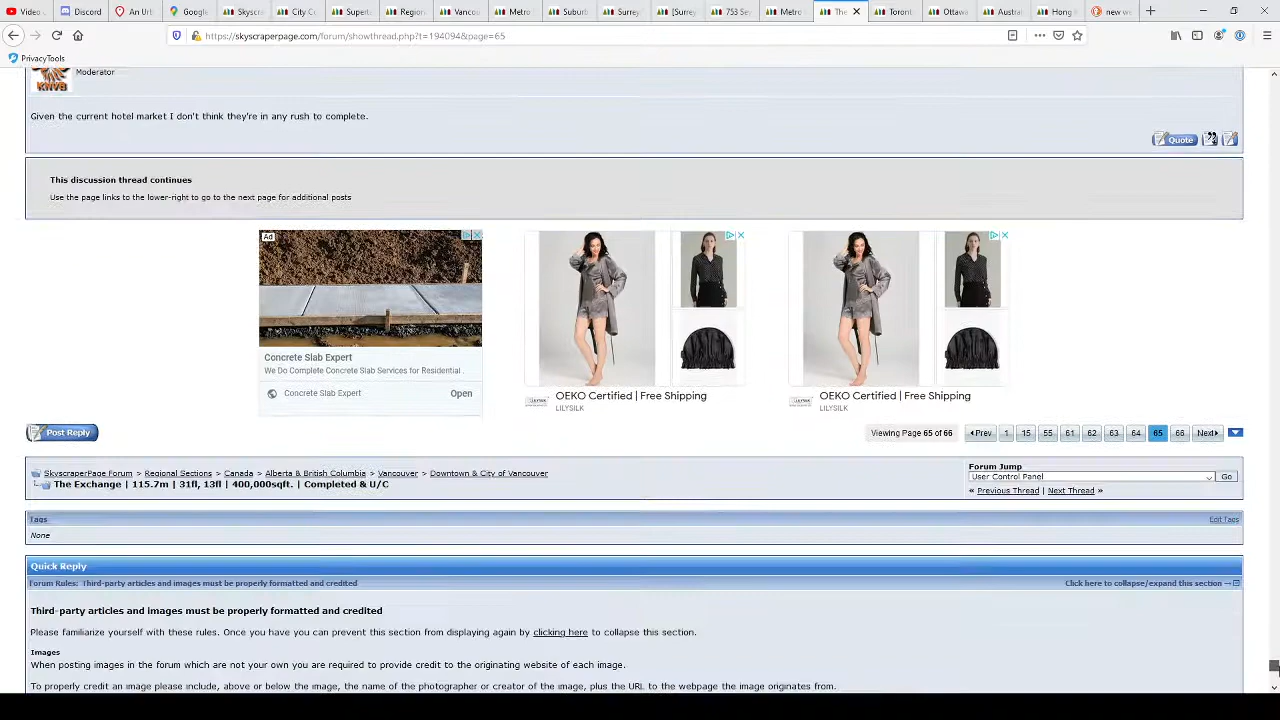 Video
Discord
An Urb
Google
Skyscr
City Co
Superta
Region
Vancou
Metro
Suburb
Surrey
[Surrey
753 Sey
Metro
The
Toront
Ottawa
Austral
Hong K
new we
https://skyscraperpage.com/forum/showthread.php?t=194094&page=65
PrivacyTools
KNVB
Moderator
Given the current hotel market I don't think they're in any rush to complete.
Quote
This discussion thread continues
Use the page links to the lower-right to go to the next page for additional posts
Ad
Concrete Slab Expert
We Do Complete Concrete Slab Services for Residential..
Concrete Slab Expert Open
OEKO Certified | Free Shipping
LILYSILK
OEKO Certified | Free Shipping
LILYSILK
Post Reply
Viewing Page 65 of 66 Prev 1 15 55 61 62 63 64 65 66 Next
SkyscraperPage Forum > Regional Sections > Canada > Alberta & British Columbia > Vancouver > Downtown & City of Vancouver
The Exchange | 115.7m | 31fl, 13fl | 400,000sqft. | Completed & U/C
Forum Jump
User Control Panel Go
« Previous Thread | Next Thread »
Tags Edit Tags
None
Quick Reply
Forum Rules: Third-party articles and images must be properly formatted and credited Click here to collapse/expand this section --
Third-party articles and images must be properly formatted and credited
Please familiarize yourself with these rules. Once you have you can prevent this section from displaying again by clicking here to collapse this section.
Images
When posting images in the forum which are not your own you are required to provide credit to the originating website of each image.
To properly credit an image please include, above or below the image, the name of the photographer or creator of the image, plus the URL to the webpage the image originates from.